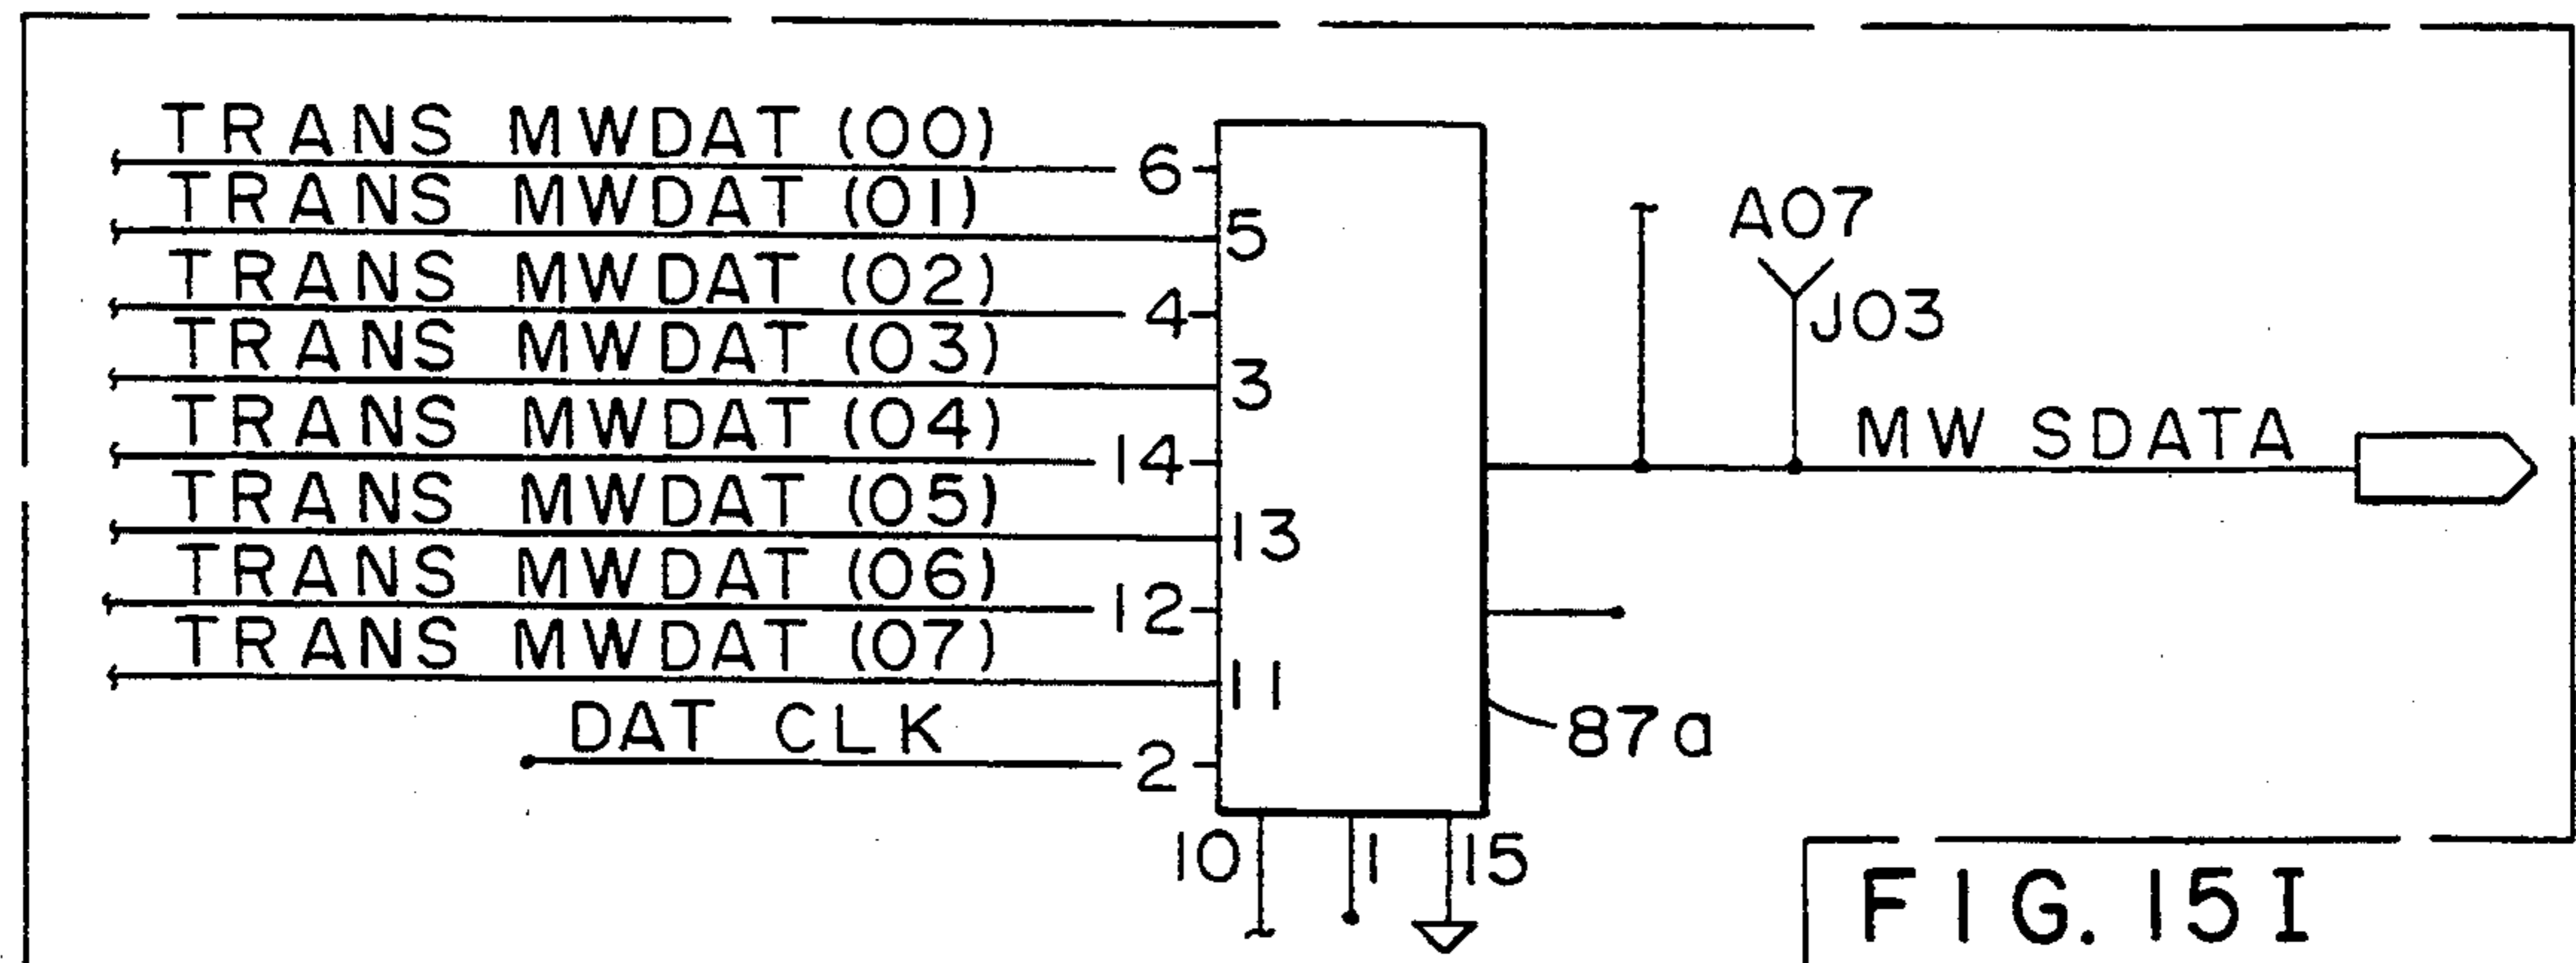 TRANS MWDAT (00) 6
TRANS MWDAT (01) 5
TRANS MWDAT (02) 4
TRANS MWDAT (03) 3
TRANS MWDAT (04) 14
TRANS MWDAT (05) 13
TRANS MWDAT (06) 12
TRANS MWDAT (07) 11
DAT CLK 2
10 1 15
A07
J03
MW SDATA
87a
FIG. 15I